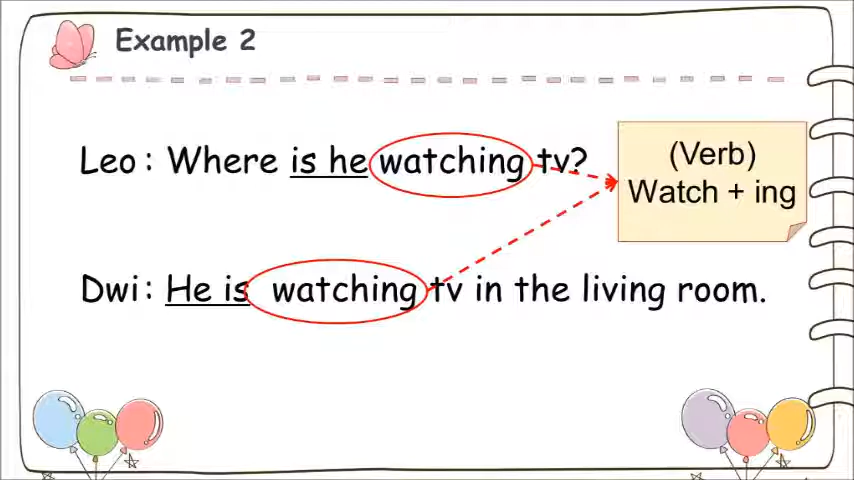 Example 2
Leo : Where is he watching tv?
(Verb)
Watch + ing
Dwi : He is watching tv in the living room.